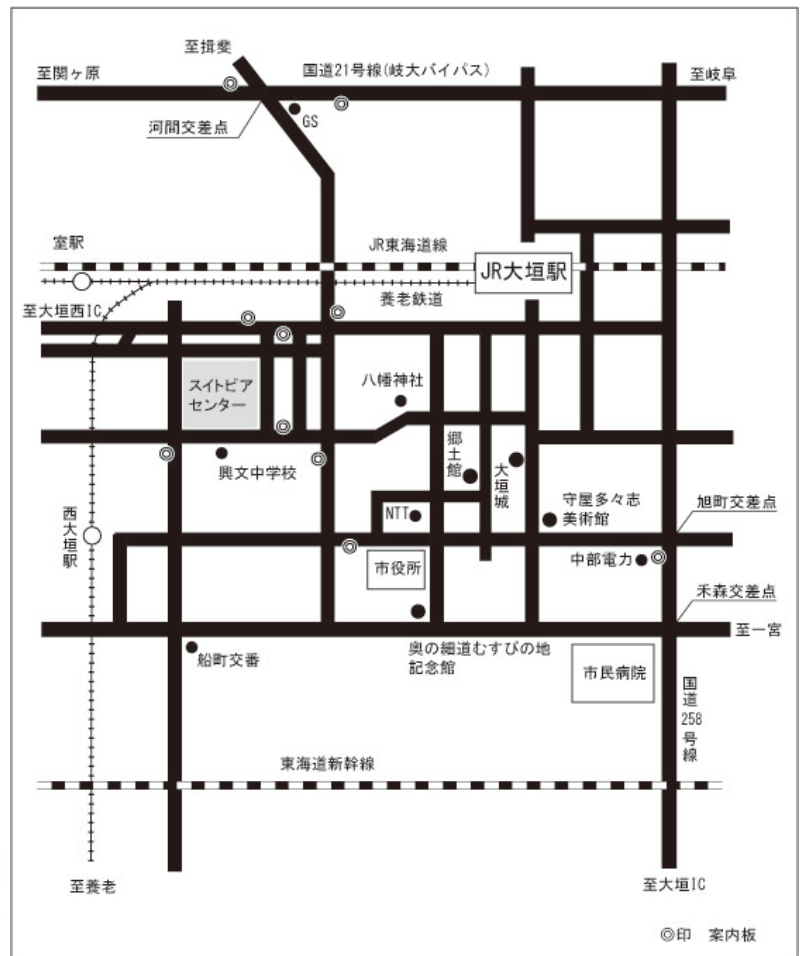 至揖斐
至関ヶ原
国道21号線(岐大バイパス)
至岐阜
GS
河間交差点
室駅
JR東海道線
JR大垣駅
養老鉄道
至大垣西IC
スイトピア
センター
八幡神社
郷土館
大垣城
興文中学校
守屋多々志
美術館
旭町交差点
NTT
西大垣駅
市役所
中部電力
禾森交差点
至一宮
船町交番
奥の細道むすびの地
記念館
市民病院
国道258号線
東海道新幹線
至養老
至大垣IC
◎印 案内板